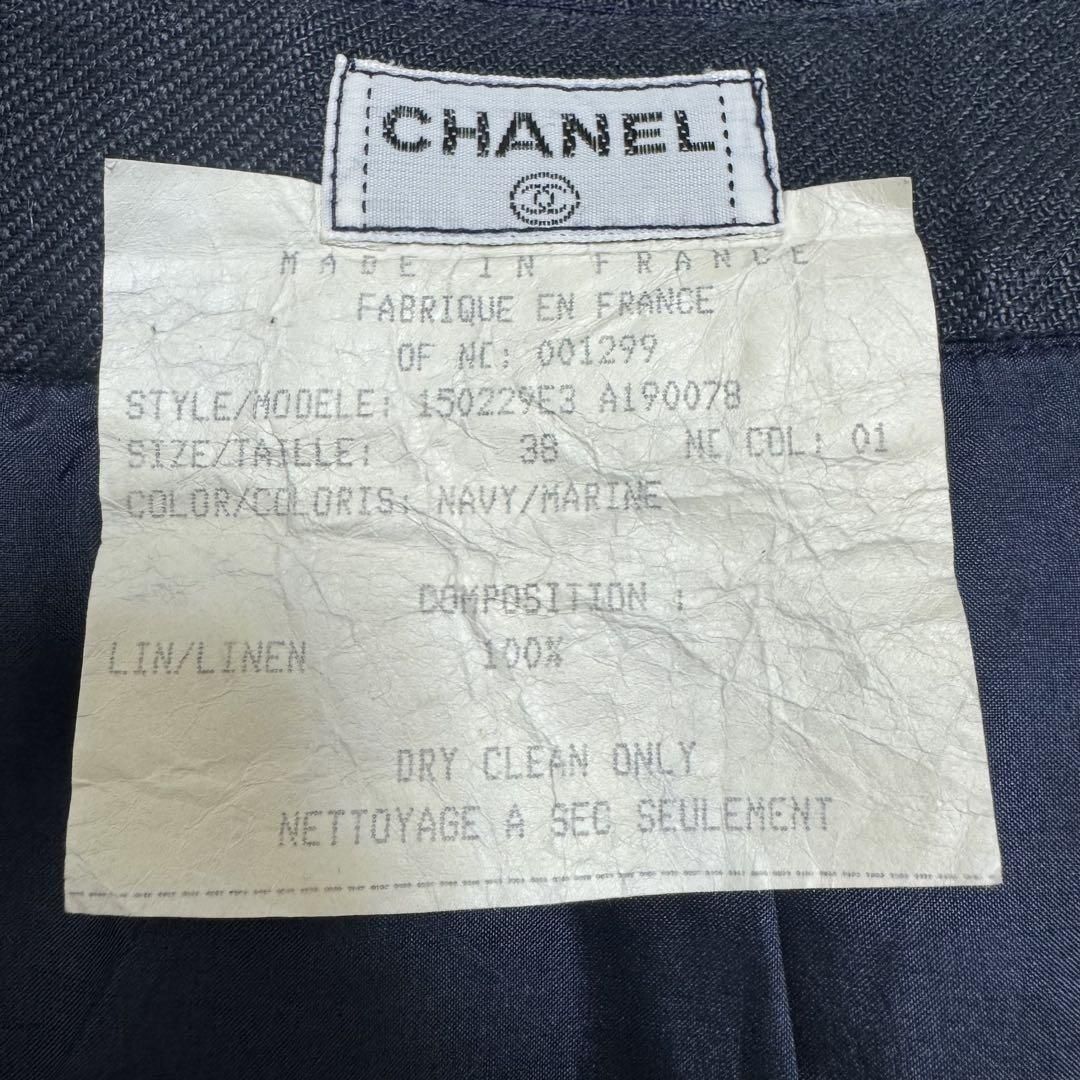 CHANEL
MADE IN FRANCE
FABRIQUE EN FRANCE
OF NC: 001299
STYLE/MODELE: 150229E3 A190078
SIZE/TAILLE: 38 NC COL: 01
COLOR/COLORIS: NAVY/MARINE
COMPOSITION :
LIN/LINEN 100%
DRY CLEAN ONLY
NETTOYAGE A SEC SEULEMENT